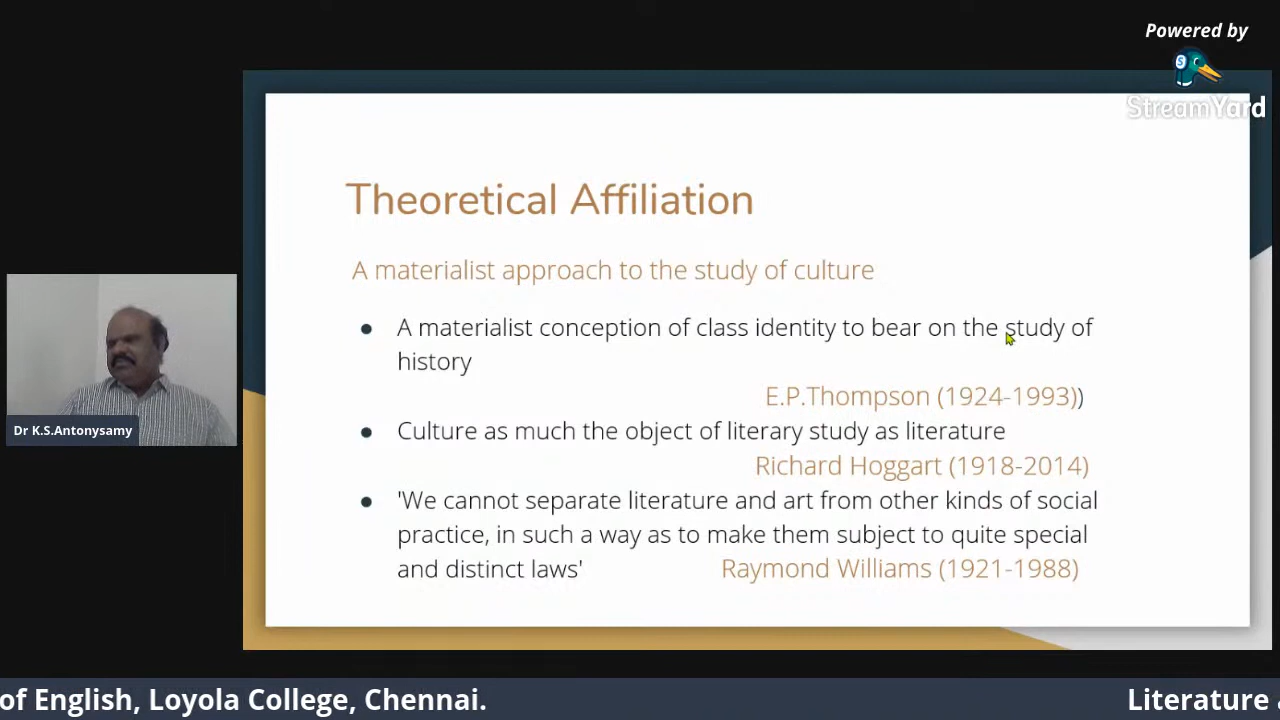 Powered by
StreamYard
Theoretical Affiliation
A materialist approach to the study of culture
● A materialist conception of class identity to bear on the study of
history
E.P.Thompson (1924-1993))
● Culture as much the object of literary study as literature
Richard Hoggart (1918-2014)
● 'We cannot separate literature and art from other kinds of social
practice, in such a way as to make them subject to quite special
and distinct laws' Raymond Williams (1921-1988)
Dr K.S.Antonysamy
of English, Loyola College, Chennai. Literature